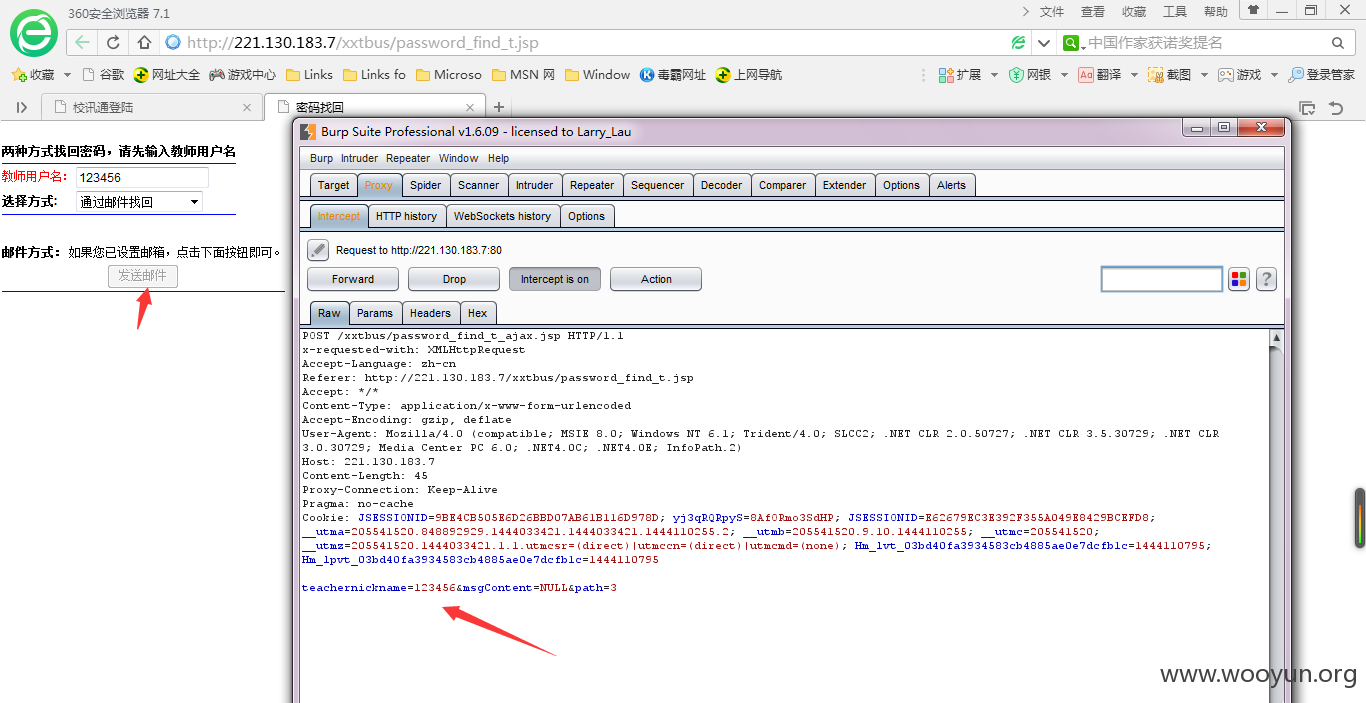 360安全浏览器 7.1
文件 查看 收藏 工具 帮助
http://221.130.183.7/xxtbus/password_find_t.jsp
中国作家获诺奖提名
收藏 谷歌 网址大全 游戏中心 Links Links fo Microso MSN 网 Window 毒霸网址 上网导航 扩展 网银 翻译 截图 游戏 登录管家
校讯通登陆 密码找回
两种方式找回密码，请先输入教师用户名
教师用户名： 123456
选择方式: 通过邮件找回
邮件方式：如果您已设置邮箱，点击下面按钮即可。
发送邮件
Burp Suite Professional v1.6.09 - licensed to Larry_Lau
Burp Intruder Repeater Window Help
Target Proxy Spider Scanner Intruder Repeater Sequencer Decoder Comparer Extender Options Alerts
Intercept HTTP history WebSockets history Options
Request to http://221.130.183.7:80
Forward Drop Intercept is on Action
?
Raw Params Headers Hex
POST /xxtbus/password_find_t_ajax.jsp HTTP/1.1
x-requested-with: XMLHttpRequest
Accept-Language: zh-cn
Referer: http://221.130.183.7/xxtbus/password_find_t.jsp
Accept: */*
Content-Type: application/x-www-form-urlencoded
Accept-Encoding: gzip, deflate
User-Agent: Mozilla/4.0 (compatible; MSIE 8.0; Windows NT 6.1; Trident/4.0; SLCC2; .NET CLR 2.0.50727; .NET CLR 3.5.30729; .NET CLR
3.0.30729; Media Center PC 6.0; .NET4.0C; .NET4.0E; InfoPath.2)
Host: 221.130.183.7
Content-Length: 45
Proxy-Connection: Keep-Alive
Pragma: no-cache
Cookie: JSESSIONID=9BE4CB505E6D26BBD07AB61B116D978D; yj3qRQRpyS=8AfORmo3SdHP; JSESSIONID=E62679EC3E392F355A049E8429BCEFD8;
__utma=205541520.848892929.1444033421.1444033421.1444110255.2; __utmb=205541520.9.10.1444110255; __utmc=205541520;
__utmz=205541520.1444033421.1.1.utmcsr=(direct)|utmccn=(direct)|utmcmd=(none); Hm_lvt_03bd40fa3934583cb4885ae0e7dcfb1c=1444110795;
Hm_lpvt_03bd40fa3934583cb4885ae0e7dcfb1c=1444110795
teachernickname=123456&msgContent=NULL&path=3
www.wooyun.org